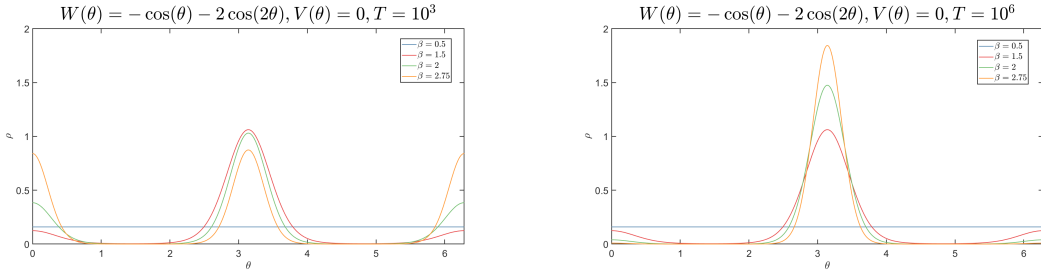 W(θ) = − cos(θ) − 2 cos(2θ), V(θ) = 0, T = 10³
2
1.5
1
0.5
0
ρ
0 1 2 3 4 5 6
θ
β = 0.5
β = 1.5
β = 2
β = 2.75
W(θ) = − cos(θ) − 2 cos(2θ), V(θ) = 0, T = 10⁶
2
1.5
1
0.5
0
ρ
0 1 2 3 4 5 6
θ
β = 0.5
β = 1.5
β = 2
β = 2.75